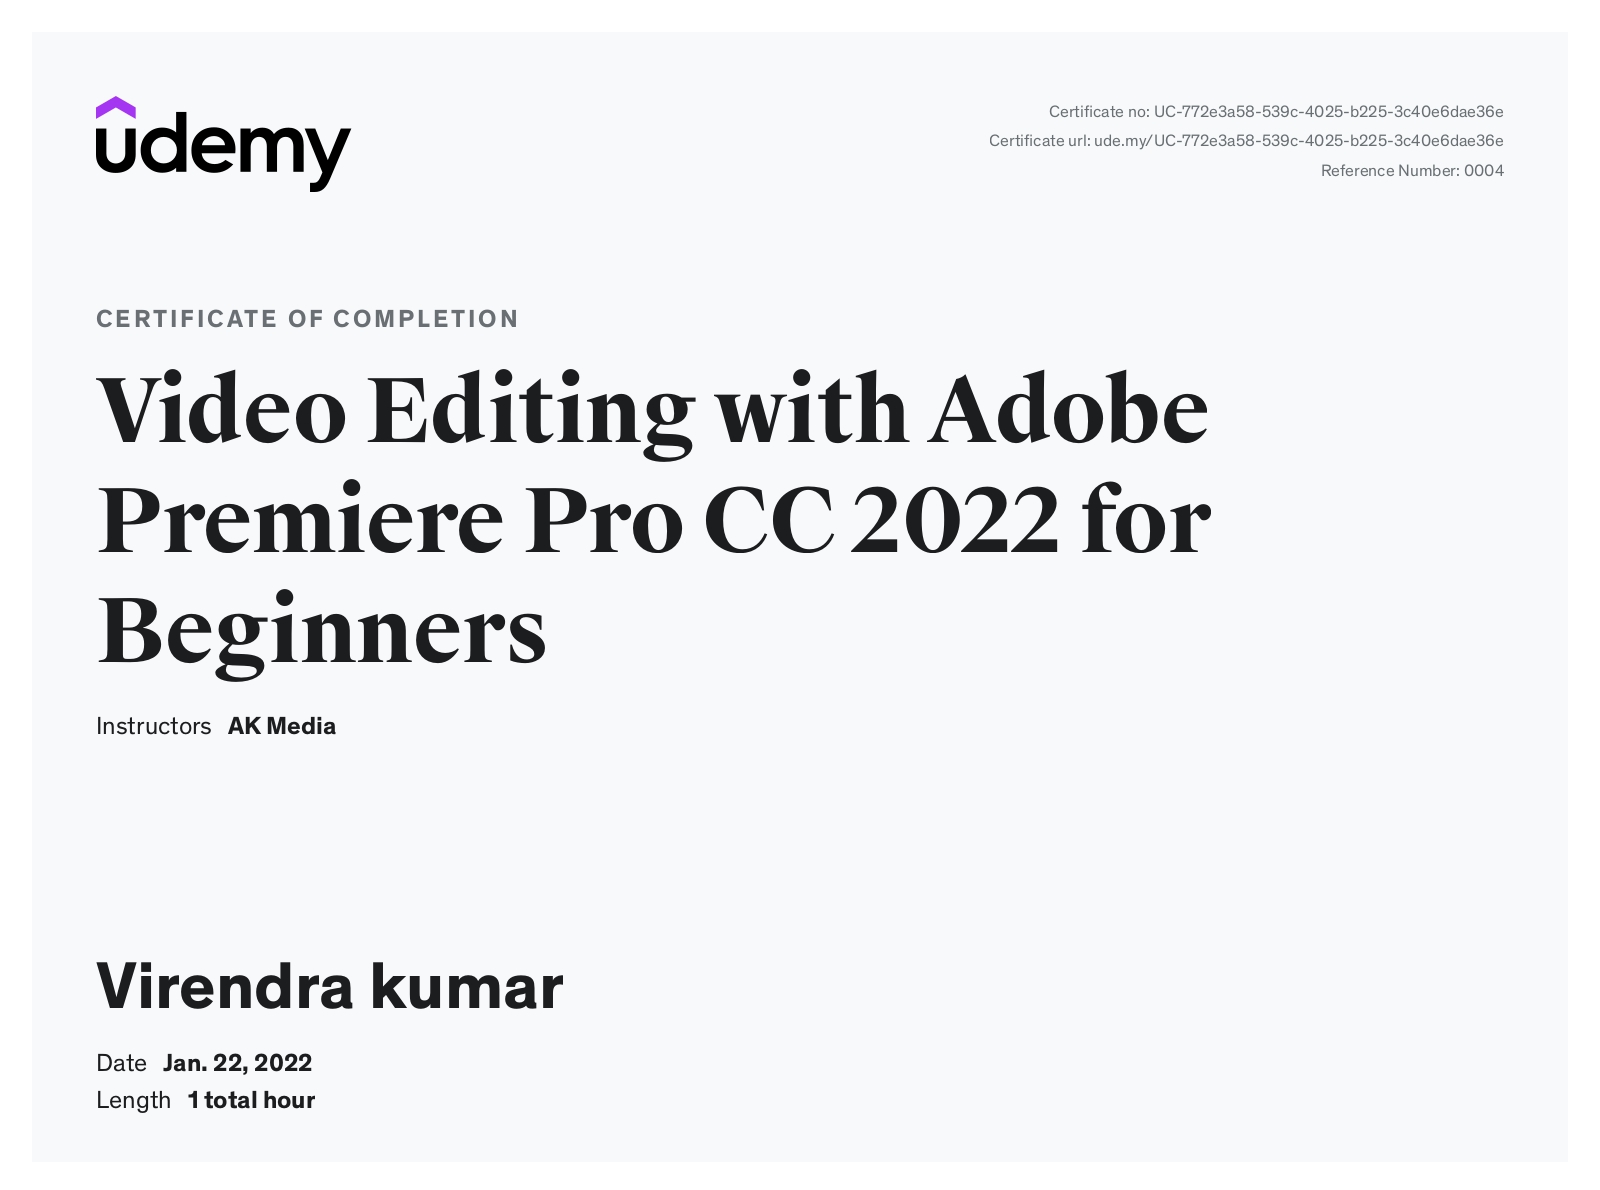 udemy
Certificate no: UC-772e3a58-539c-4025-b225-3c40e6dae36e
Certificate url: ude.my/UC-772e3a58-539c-4025-b225-3c40e6dae36e
Reference Number: 0004
CERTIFICATE OF COMPLETION
Video Editing with Adobe
Premiere Pro CC 2022 for
Beginners
Instructors AK Media
Virendra kumar
Date Jan. 22, 2022
Length 1 total hour